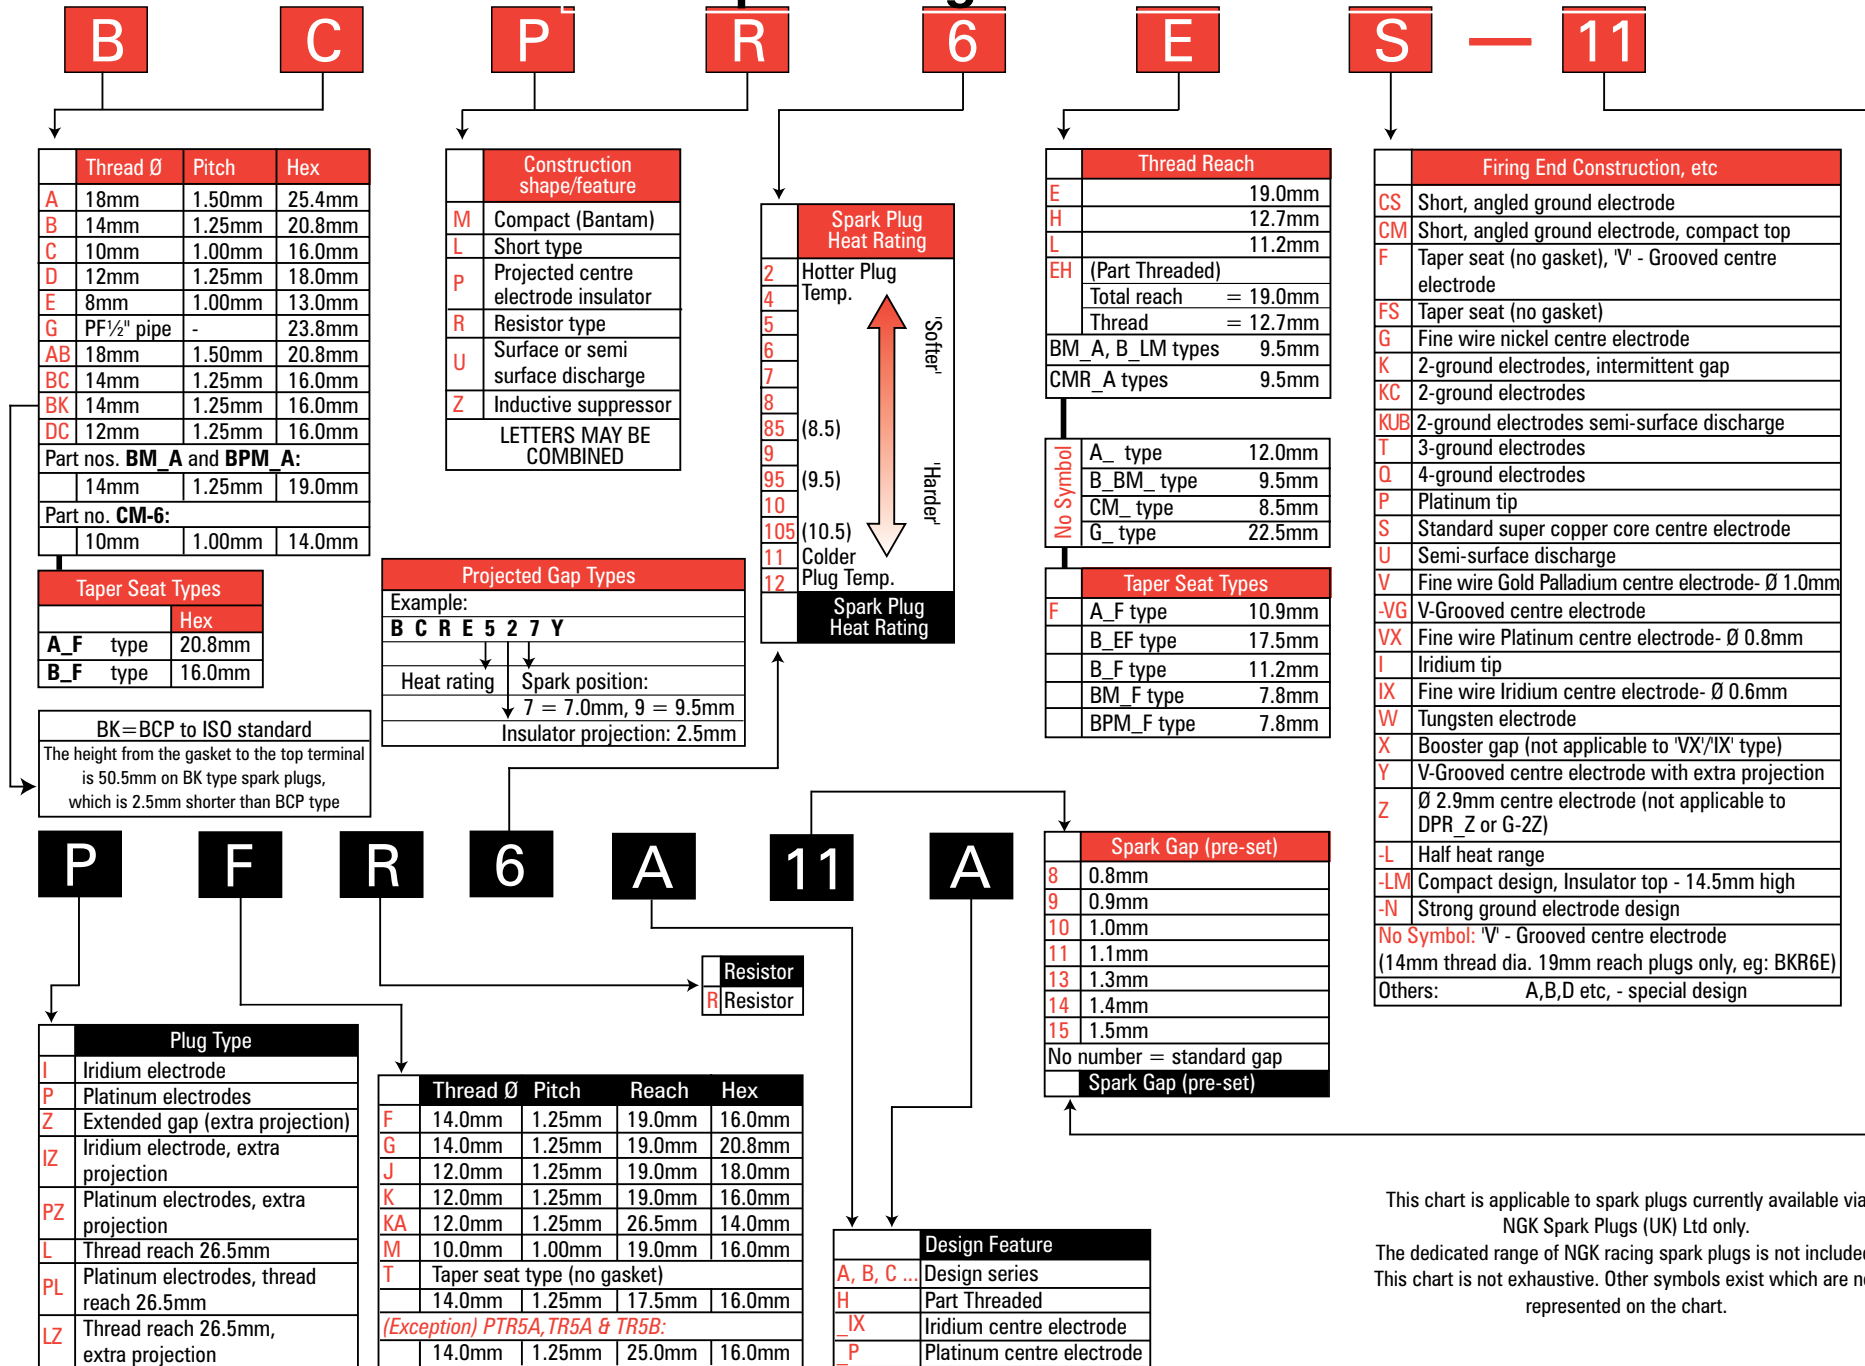 B C P R 6 E S — 11
Thread Ø Pitch Hex
A 18mm 1.50mm 25.4mm
B 14mm 1.25mm 20.8mm
C 10mm 1.00mm 16.0mm
D 12mm 1.25mm 18.0mm
E 8mm 1.00mm 13.0mm
G PF½" pipe - 23.8mm
AB 18mm 1.50mm 20.8mm
BC 14mm 1.25mm 16.0mm
BK 14mm 1.25mm 16.0mm
DC 12mm 1.25mm 16.0mm
Part nos. BM_A and BPM_A:
14mm 1.25mm 19.0mm
Part no. CM-6:
10mm 1.00mm 14.0mm
Taper Seat Types
Hex
A_F type 20.8mm
B_F type 16.0mm
BK=BCP to ISO standard
The height from the gasket to the top terminal
is 50.5mm on BK type spark plugs,
which is 2.5mm shorter than BCP type
Construction
shape/feature
M Compact (Bantam)
L Short type
P Projected centre
electrode insulator
R Resistor type
U Surface or semi
surface discharge
Z Inductive suppressor
LETTERS MAY BE
COMBINED
Projected Gap Types
Example:
B C R E 5 2 7 Y
Heat rating Spark position:
7 = 7.0mm, 9 = 9.5mm
Insulator projection: 2.5mm
Spark Plug
Heat Rating
2 Hotter Plug
4 Temp.
5
6
7
8
85 (8.5)
9
95 (9.5)
10
105 (10.5)
11 Colder
12 Plug Temp.
'Softer'
'Harder'
Spark Plug
Heat Rating
Thread Reach
E 19.0mm
H 12.7mm
L 11.2mm
EH (Part Threaded)
Total reach = 19.0mm
Thread = 12.7mm
BM_A, B_LM types 9.5mm
CMR_A types 9.5mm
No Symbol
A_ type 12.0mm
B_BM_ type 9.5mm
CM_ type 8.5mm
G_ type 22.5mm
Taper Seat Types
F A_F type 10.9mm
B_EF type 17.5mm
B_F type 11.2mm
BM_F type 7.8mm
BPM_F type 7.8mm
Firing End Construction, etc
CS Short, angled ground electrode
CM Short, angled ground electrode, compact top
F Taper seat (no gasket), 'V' - Grooved centre
electrode
FS Taper seat (no gasket)
G Fine wire nickel centre electrode
K 2-ground electrodes, intermittent gap
KC 2-ground electrodes
KUB 2-ground electrodes semi-surface discharge
T 3-ground electrodes
Q 4-ground electrodes
P Platinum tip
S Standard super copper core centre electrode
U Semi-surface discharge
V Fine wire Gold Palladium centre electrode- Ø 1.0mm
-VG V-Grooved centre electrode
VX Fine wire Platinum centre electrode- Ø 0.8mm
I Iridium tip
IX Fine wire Iridium centre electrode- Ø 0.6mm
W Tungsten electrode
X Booster gap (not applicable to 'VX'/'IX' type)
Y V-Grooved centre electrode with extra projection
Z Ø 2.9mm centre electrode (not applicable to
DPR_Z or G-2Z)
-L Half heat range
-LM Compact design, Insulator top - 14.5mm high
-N Strong ground electrode design
No Symbol: 'V' - Grooved centre electrode
(14mm thread dia. 19mm reach plugs only, eg: BKR6E)
Others: A,B,D etc, - special design
P F R 6 A 11 A
Plug Type
I Iridium electrode
P Platinum electrodes
Z Extended gap (extra projection)
IZ Iridium electrode, extra
projection
PZ Platinum electrodes, extra
projection
L Thread reach 26.5mm
PL Platinum electrodes, thread
reach 26.5mm
LZ Thread reach 26.5mm,
extra projection
Thread Ø Pitch Reach Hex
F 14.0mm 1.25mm 19.0mm 16.0mm
G 14.0mm 1.25mm 19.0mm 20.8mm
J 12.0mm 1.25mm 19.0mm 18.0mm
K 12.0mm 1.25mm 19.0mm 16.0mm
KA 12.0mm 1.25mm 26.5mm 14.0mm
M 10.0mm 1.00mm 19.0mm 16.0mm
T Taper seat type (no gasket)
14.0mm 1.25mm 17.5mm 16.0mm
(Exception) PTR5A,TR5A & TR5B:
14.0mm 1.25mm 25.0mm 16.0mm
Resistor
R Resistor
Design Feature
A, B, C ... Design series
H Part Threaded
_IX Iridium centre electrode
_P Platinum centre electrode
Spark Gap (pre-set)
8 0.8mm
9 0.9mm
10 1.0mm
11 1.1mm
13 1.3mm
14 1.4mm
15 1.5mm
No number = standard gap
Spark Gap (pre-set)
This chart is applicable to spark plugs currently available via
NGK Spark Plugs (UK) Ltd only.
The dedicated range of NGK racing spark plugs is not included
This chart is not exhaustive. Other symbols exist which are no
represented on the chart.